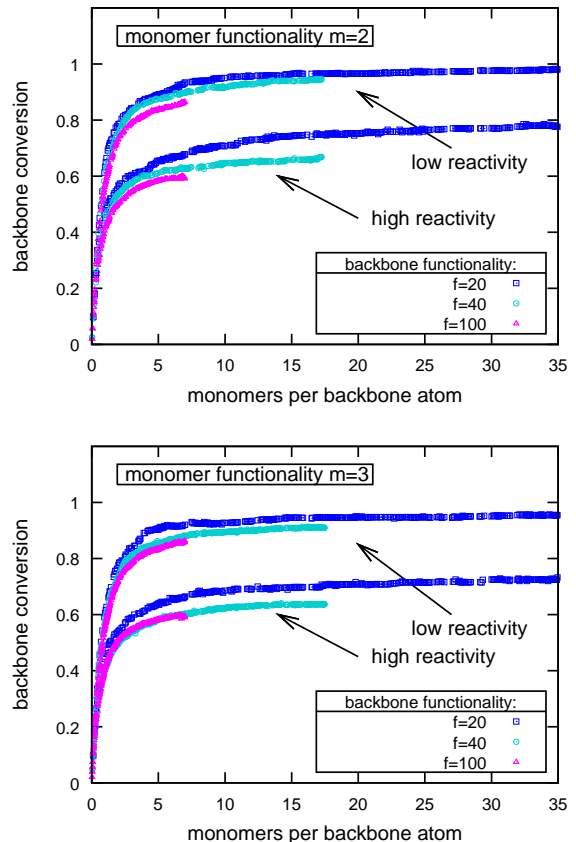 monomer functionality m=2
1
0.8
0.6
0.4
0.2
0
backbone conversion
low reactivity
high reactivity
backbone functionality:
f=20
f=40
f=100
0 5 10 15 20 25 30 35
monomers per backbone atom
monomer functionality m=3
1
0.8
0.6
0.4
0.2
0
backbone conversion
low reactivity
high reactivity
backbone functionality:
f=20
f=40
f=100
0 5 10 15 20 25 30 35
monomers per backbone atom